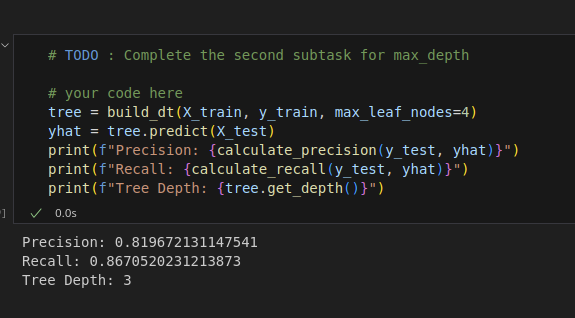 # TODO : Complete the second subtask for max_depth
# your code here
tree = build_dt(X_train, y_train, max_leaf_nodes=4)
yhat = tree.predict(X_test)
print(f"Precision: {calculate_precision(y_test, yhat)}")
print(f"Recall: {calculate_recall(y_test, yhat)}")
print(f"Tree Depth: {tree.get_depth()}")
]
0.0s
Precision: 0.819672131147541
Recall: 0.8670520231213873
Tree Depth: 3